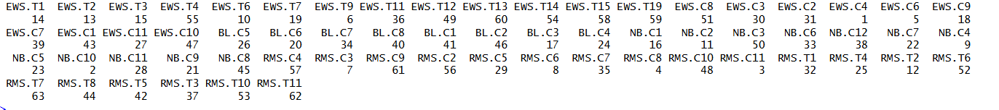 EWS.T1 EWS.T2 EWS.T3 EWS.T4 EWS.T6 EWS.T7 EWS.T9 EWS.T11 EWS.T12 EWS.T13 EWS.T14 EWS.T15 EWS.T19 EWS.C8 EWS.C3 EWS.C2 EWS.C4 EWS.C6 EWS.C9
14 13 15 55 10 19 6 36 49 60 54 58 59 51 30 31 1 5 18
EWS.C7 EWS.C1 EWS.C11 EWS.C10 BL.C5 BL.C6 BL.C7 BL.C8 BL.C1 BL.C2 BL.C3 BL.C4 NB.C1 NB.C2 NB.C3 NB.C6 NB.C12 NB.C7 NB.C4
39 43 27 47 26 20 34 40 41 46 17 24 16 11 50 33 38 22 9
NB.C5 NB.C10 NB.C11 NB.C9 NB.C8 RMS.C4 RMS.C3 RMS.C9 RMS.C2 RMS.C5 RMS.C6 RMS.C7 RMS.C8 RMS.C10 RMS.C11 RMS.T1 RMS.T4 RMS.T2 RMS.T6
23 2 28 21 45 57 7 61 56 29 8 35 4 48 3 32 25 12 52
RMS.T7 RMS.T8 RMS.T5 RMS.T3 RMS.T10 RMS.T11
63 44 42 37 53 62